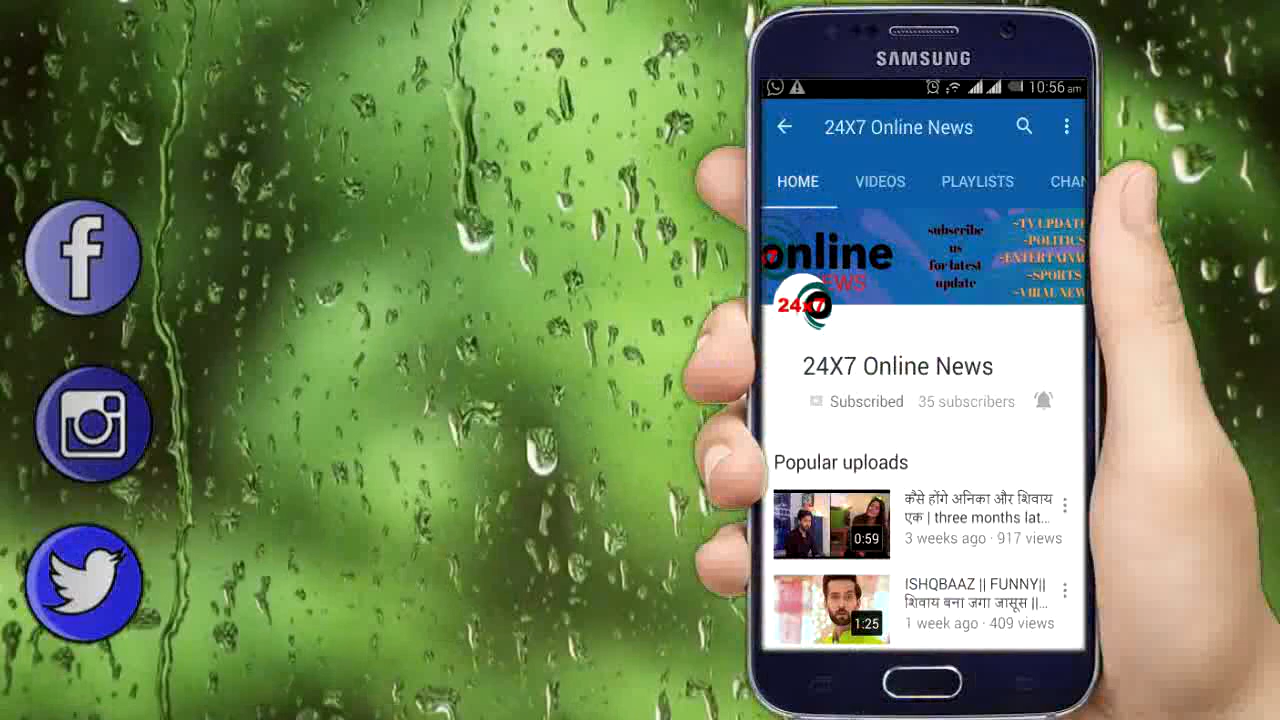 SAMSUNG
10:56 am
24X7 Online News
HOME VIDEOS PLAYLISTS CHAN
online
NEWS
subscribe
us
for latest
update
~TV UPDATE
~POLITICS
~ENTERTAINM
~SPORTS
~VIRAL NEW
24x7
24X7 Online News
Subscribed 35 subscribers
Popular uploads
0:59
कैसे होंगे अनिका और शिवाय
एक | three months lat...
3 weeks ago · 917 views
1:25
ISHQBAAZ || FUNNY||
शिवाय बना जगा जासूस ||...
1 week ago · 409 views